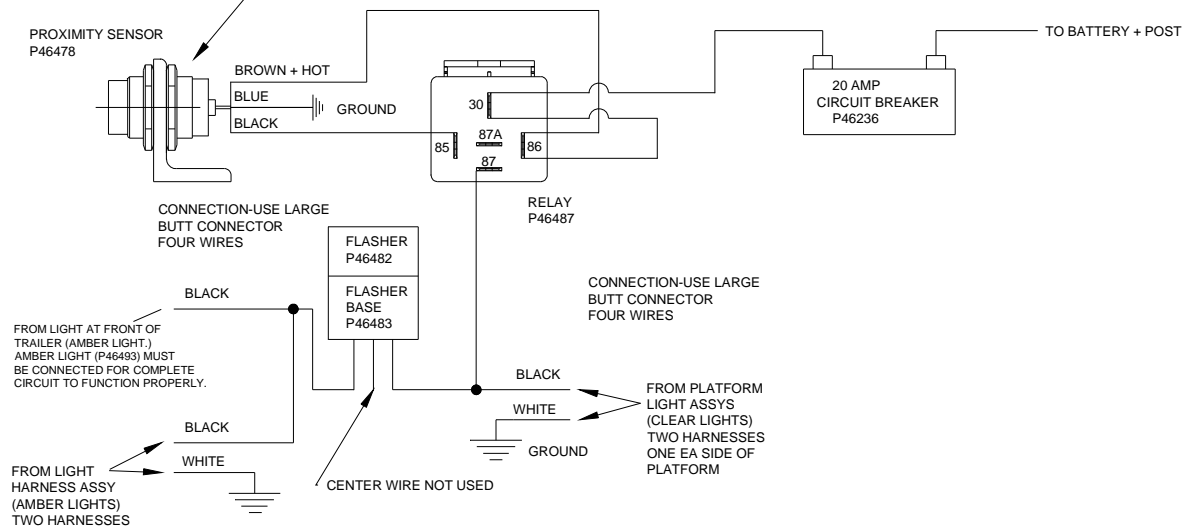 PROXIMITY SENSOR
P46478
BROWN + HOT
BLUE
GROUND
BLACK
30
87A
85
86
87
RELAY
P46487
TO BATTERY + POST
20 AMP
CIRCUIT BREAKER
P46236
CONNECTION-USE LARGE
BUTT CONNECTOR
FOUR WIRES
FLASHER
P46482
FLASHER
BASE
P46483
CONNECTION-USE LARGE
BUTT CONNECTOR
FOUR WIRES
BLACK
FROM LIGHT AT FRONT OF
TRAILER (AMBER LIGHT.)
AMBER LIGHT (P46493) MUST
BE CONNECTED FOR COMPLETE
CIRCUIT TO FUNCTION PROPERLY.
BLACK
WHITE
GROUND
FROM PLATFORM
LIGHT ASSYS
(CLEAR LIGHTS)
TWO HARNESSES
ONE EA SIDE OF
PLATFORM
BLACK
WHITE
FROM LIGHT
HARNESS ASSY
(AMBER LIGHTS)
TWO HARNESSES
CENTER WIRE NOT USED